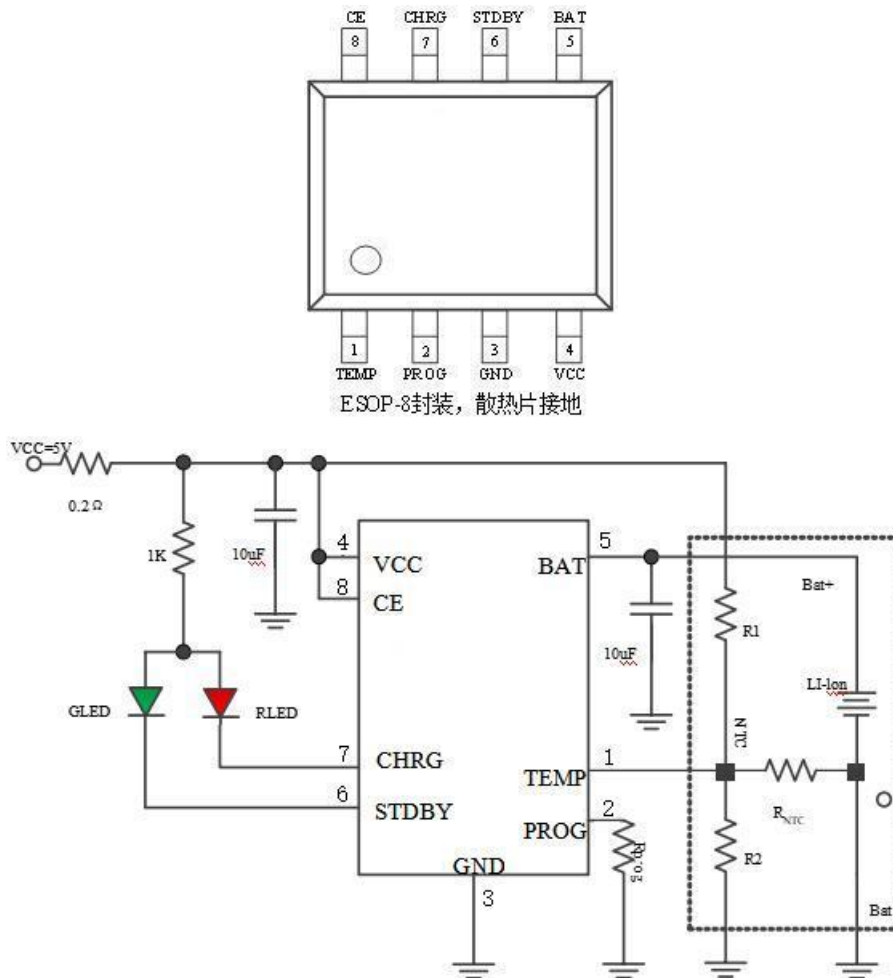 CE CHRG STDBY BAT
8 7 6 5
1 2 3 4
TEMP PROG GND VCC
ESOP-8封装，散热片接地
VCC=5V
0.2Ω
1K
10uF
4
VCC
8
CE
5
BAT
Bat+
R1
10uF
LI-lon
GLED
RLED
NTC
7
CHRG
1
TEMP
6
STDBY
2
PROG
RNTC
Rprog
R2
GND
3
Bat